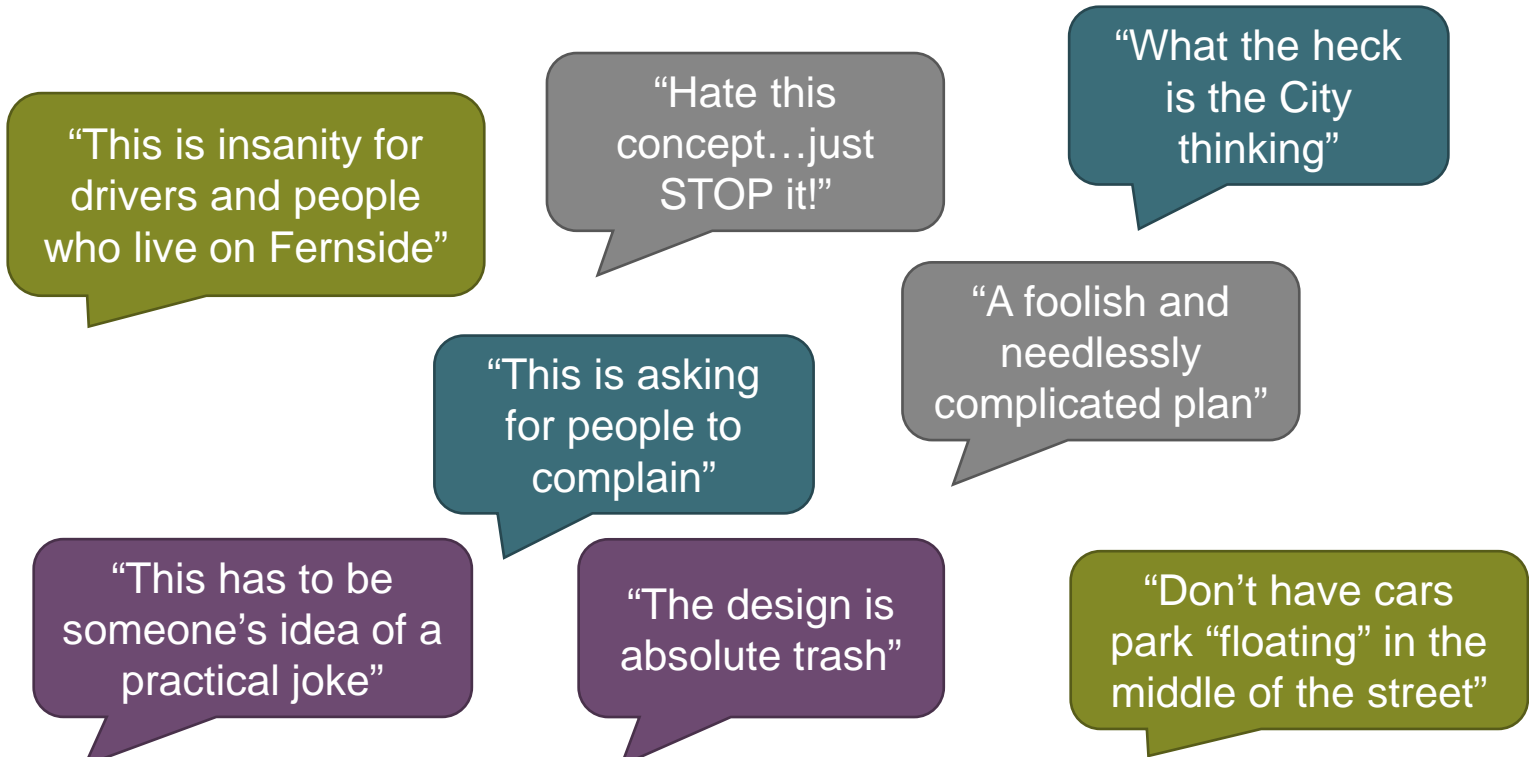 “This is insanity for
drivers and people
who live on Fernside”
“Hate this
concept…just
STOP it!”
“What the heck
is the City
thinking”
“A foolish and
needlessly
complicated plan”
“This is asking
for people to
complain”
“This has to be
someone’s idea of a
practical joke”
“The design is
absolute trash”
“Don’t have cars
park “floating” in the
middle of the street”